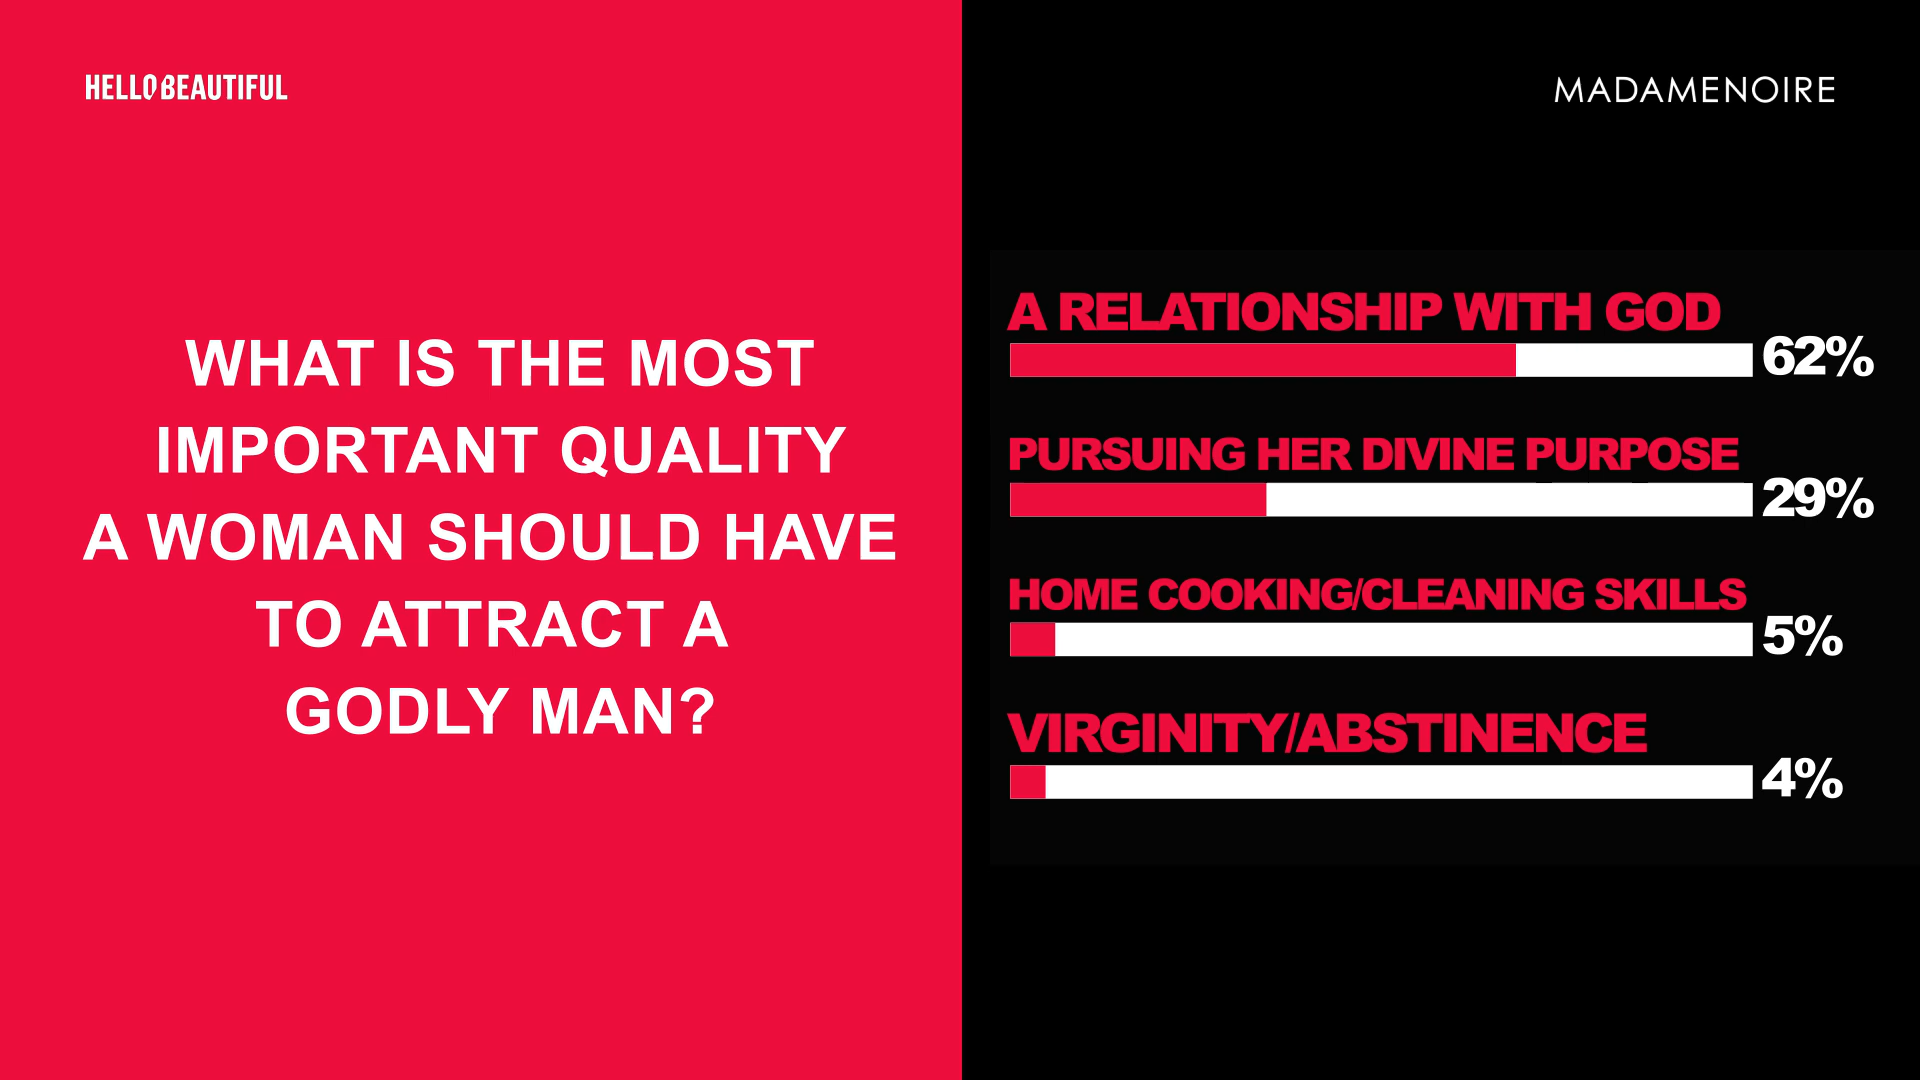 HELLOBEAUTIFUL
MADAMENOIRE
WHAT IS THE MOST
IMPORTANT QUALITY
A WOMAN SHOULD HAVE
TO ATTRACT A
GODLY MAN?
A RELATIONSHIP WITH GOD
62%
PURSUING HER DIVINE PURPOSE
29%
HOME COOKING/CLEANING SKILLS
5%
VIRGINITY/ABSTINENCE
4%